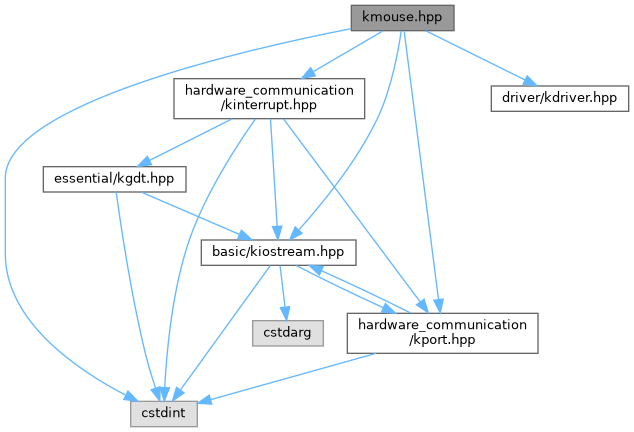 kmouse.hpp
hardware_communication
/kinterrupt.hpp
driver/kdriver.hpp
essential/kgdt.hpp
basic/kiostream.hpp
cstdarg
hardware_communication
/kport.hpp
cstdint